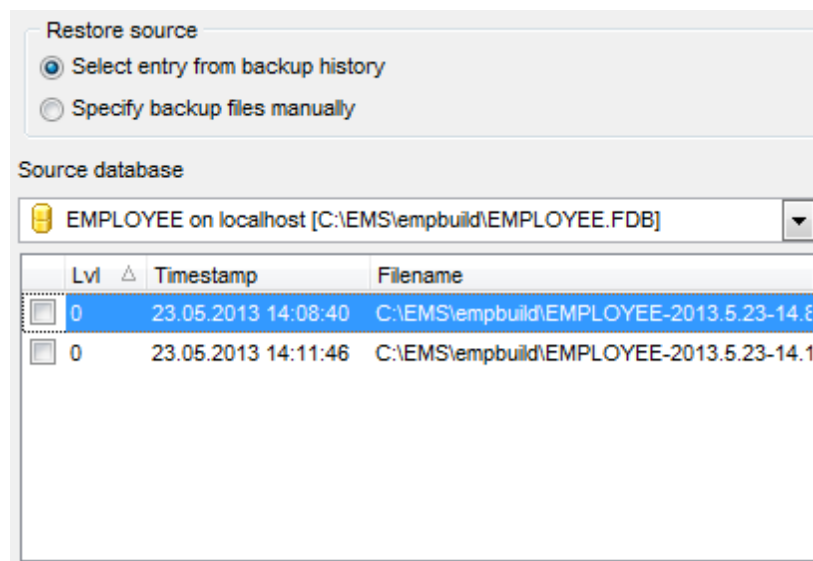 Restore source
Select entry from backup history
Specify backup files manually
Source database
EMPLOYEE on localhost [C:\EMS\empbuild\EMPLOYEE.FDB]
Lvl Timestamp Filename
0 23.05.2013 14:08:40 C:\EMS\empbuild\EMPLOYEE-2013.5.23-14.8
0 23.05.2013 14:11:46 C:\EMS\empbuild\EMPLOYEE-2013.5.23-14.1